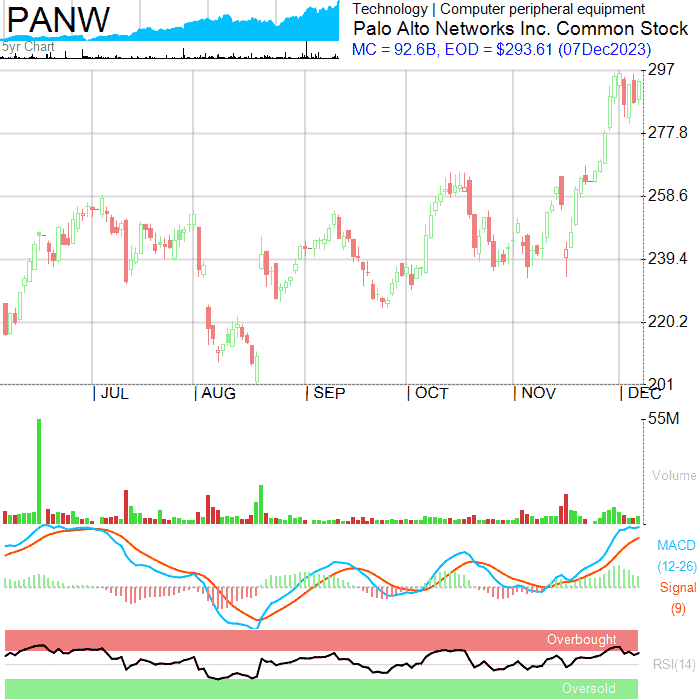 PANW
5yr Chart
Technology | Computer peripheral equipment
Palo Alto Networks Inc. Common Stock
MC = 92.6B, EOD = $293.61 (07Dec2023)
297
277.8
258.6
239.4
220.2
201
| JUL | AUG | SEP | OCT | NOV | DEC
55M
Volume
MACD
(12-26)
Signal
(9)
Overbought
RSI(14)
Oversold